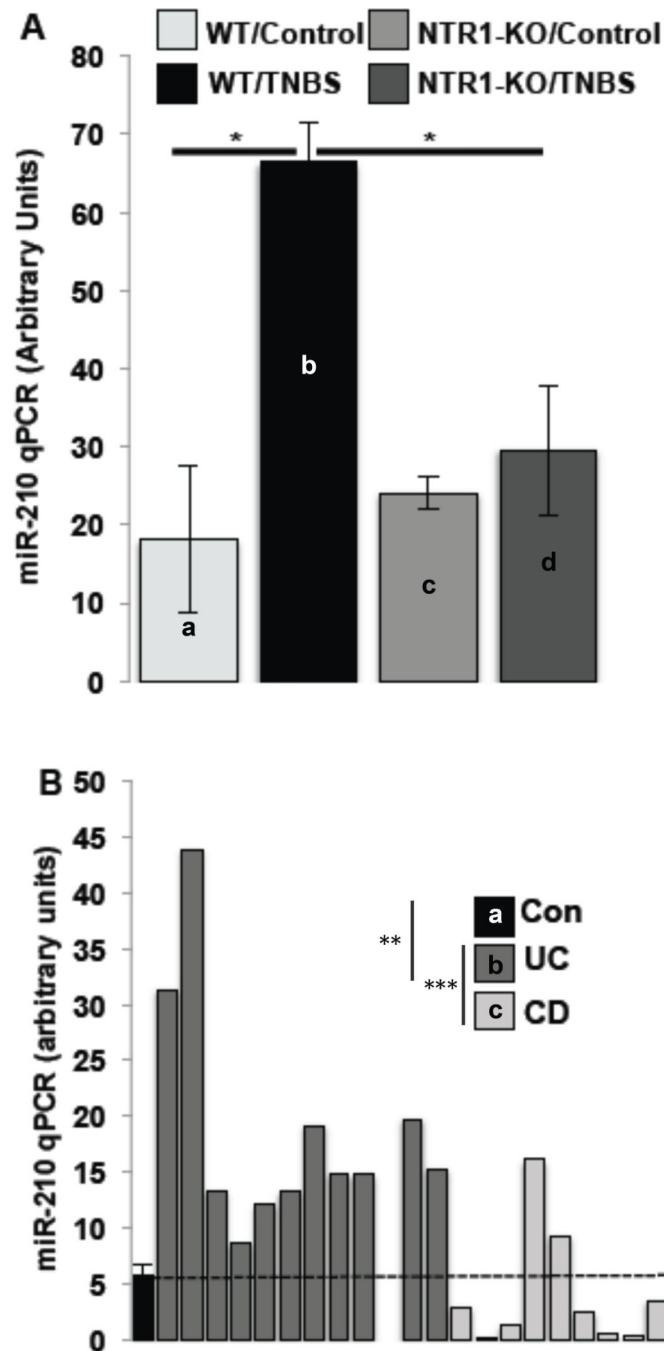 A
WT/Control NTR1-KO/Control
WT/TNBS NTR1-KO/TNBS
miR-210 qPCR (Arbitrary Units)
80
70
60
50
40
30
20
10
0
* *
a
b
c
d
B
miR-210 qPCR (arbitrary units)
50
45
40
35
30
25
20
15
10
5
0
**
***
a Con
b UC
c CD